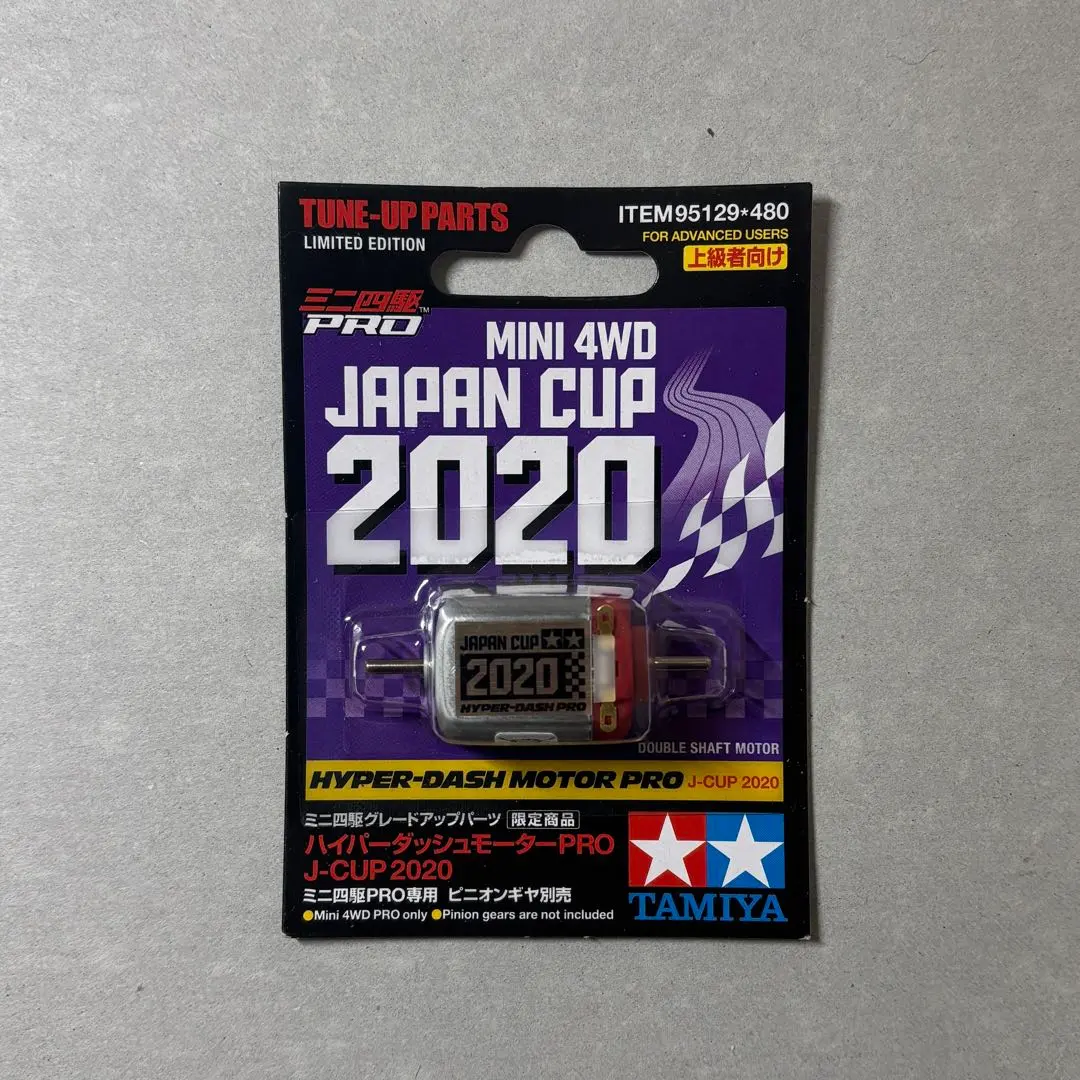 TUNE-UP PARTS
LIMITED EDITION
ITEM 95129*480
FOR ADVANCED USERS
上級者向け
ミニ四駆™
PRO
MINI 4WD
JAPAN CUP
2020
JAPAN CUP
2020
HYPER-DASH PRO
DOUBLE SHAFT MOTOR
HYPER-DASH MOTOR PRO J-CUP 2020
ミニ四駆グレードアップパーツ 限定商品
ハイパーダッシュモーターPRO
J-CUP 2020
ミニ四駆PRO専用 ピニオンギヤ別売
●Mini 4WD PRO only ●Pinion gears are not included
TAMIYA